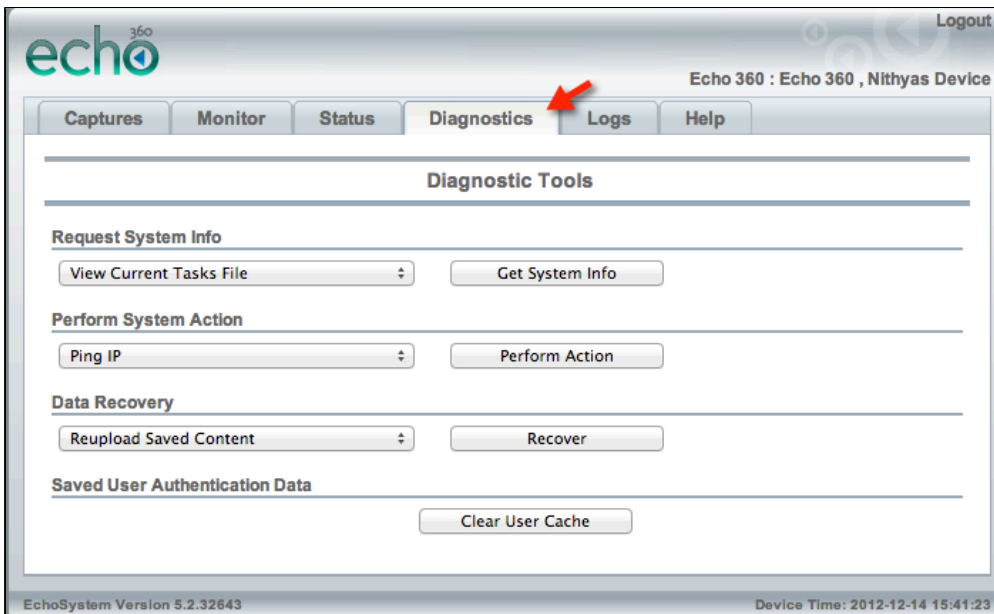 Logout
echo360
Echo 360 : Echo 360 , Nithyas Device
Captures Monitor Status Diagnostics Logs Help
Diagnostic Tools
Request System Info
View Current Tasks File Get System Info
Perform System Action
Ping IP Perform Action
Data Recovery
Reupload Saved Content Recover
Saved User Authentication Data
Clear User Cache
EchoSystem Version 5.2.32643 Device Time: 2012-12-14 15:41:23